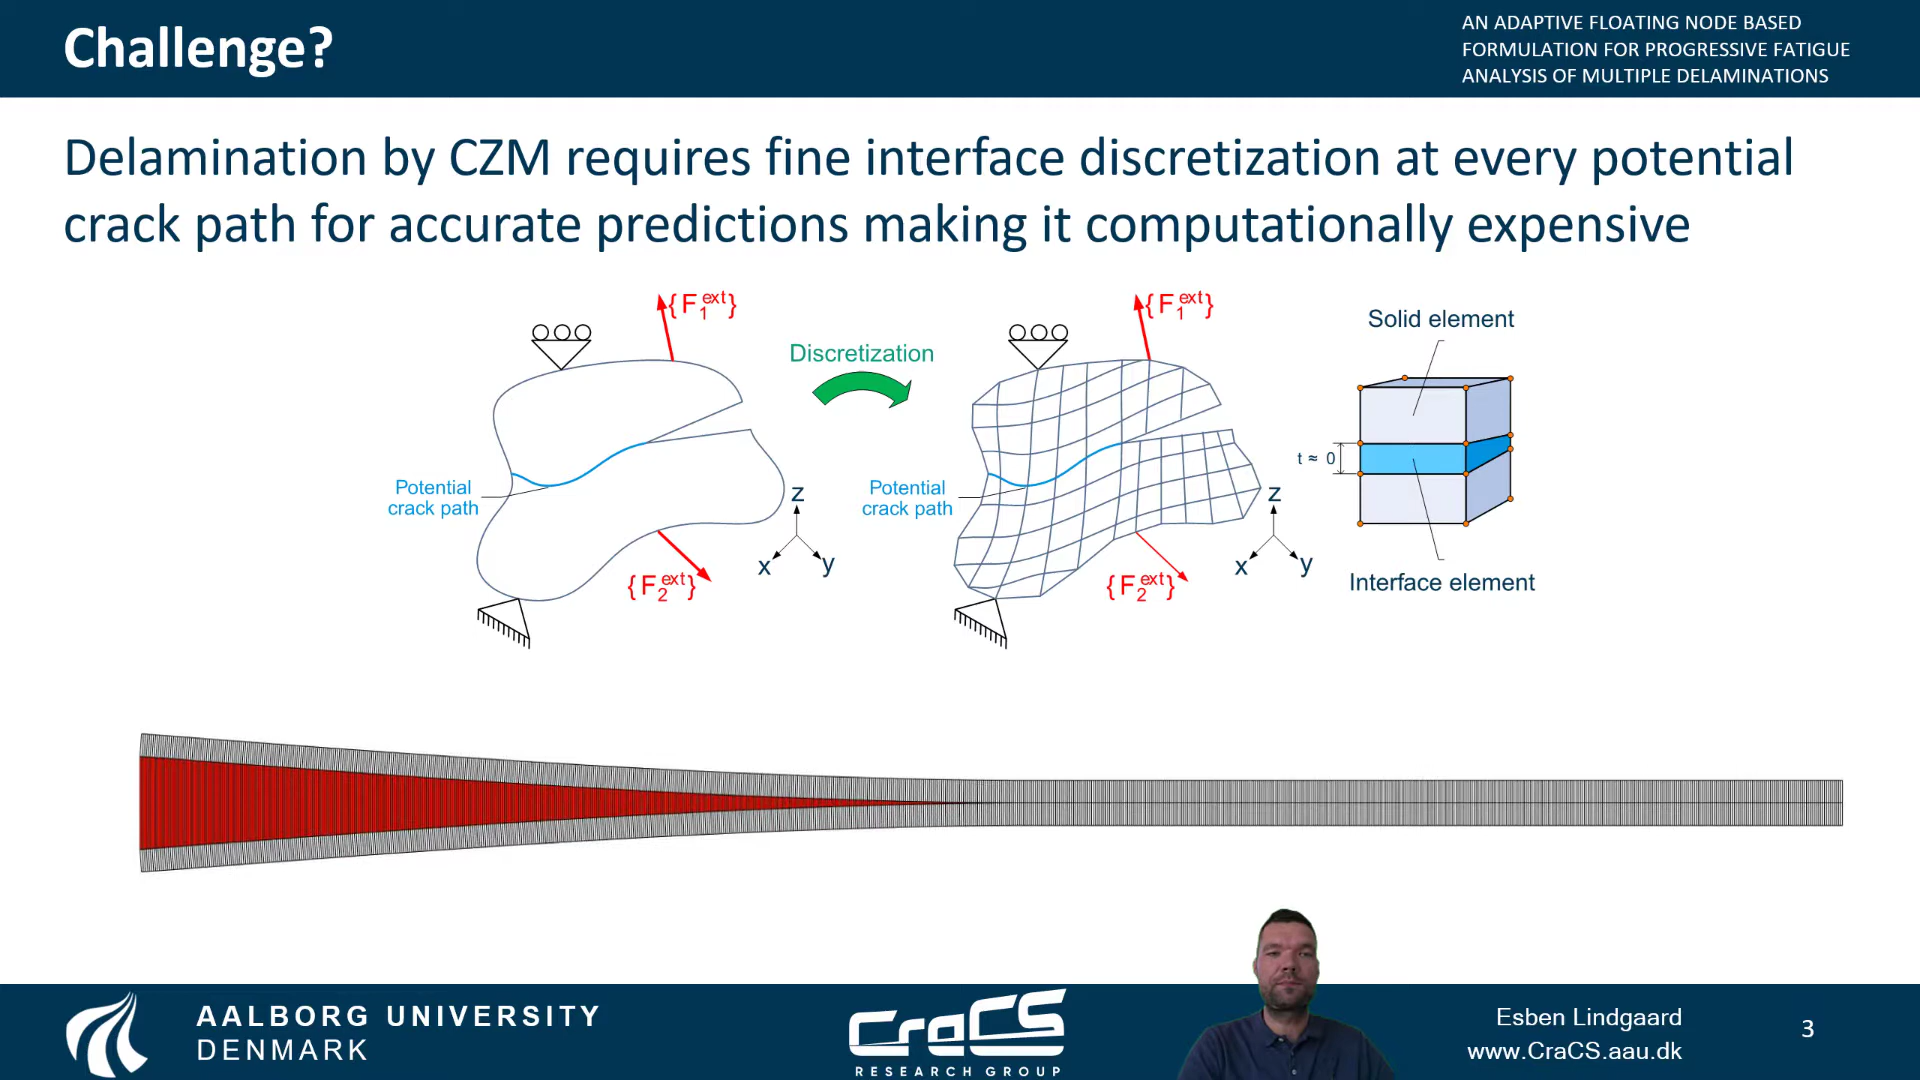 Challenge?
AN ADAPTIVE FLOATING NODE BASED
FORMULATION FOR PROGRESSIVE FATIGUE
ANALYSIS OF MULTIPLE DELAMINATIONS
Delamination by CZM requires fine interface discretization at every potential
crack path for accurate predictions making it computationally expensive
{F₁ᵉˣᵗ}
Discretization
Potential
crack path
z
x
y
{F₂ᵉˣᵗ}
{F₁ᵉˣᵗ}
Potential
crack path
z
x
y
{F₂ᵉˣᵗ}
Solid element
t ≈ 0
Interface element
AALBORG UNIVERSITY
DENMARK
CraCS
RESEARCH GROUP
Esben Lindgaard
www.CraCS.aau.dk
3